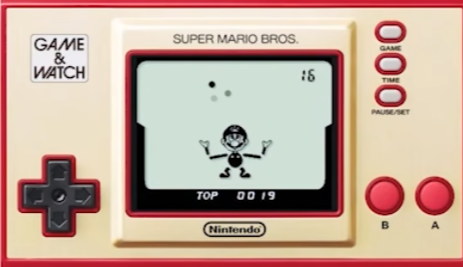 GAME
&
WATCH
SUPER MARIO BROS.
GAME
TIME
PAUSE/SET
16
TOP 0019
Nintendo
B A